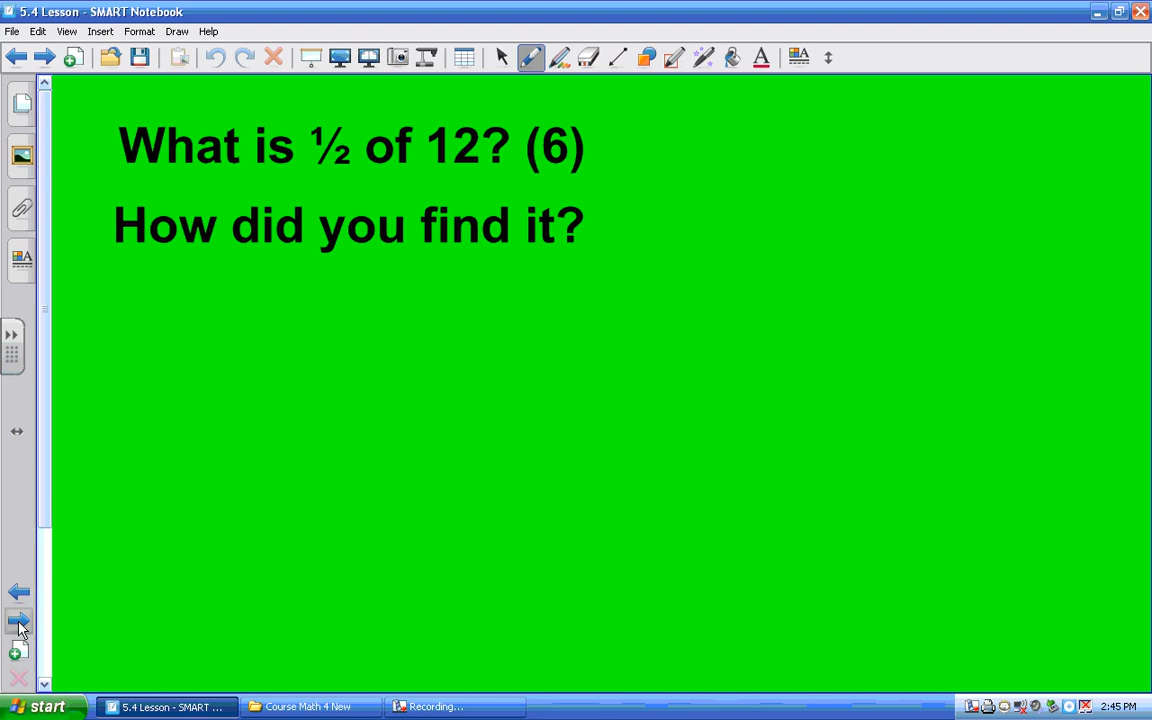 5.4 Lesson - SMART Notebook
File Edit View Insert Format Draw Help
What is ½ of 12? (6)
How did you find it?
start 5.4 Lesson - SMART ... Course Math 4 New Recording... 2:45 PM